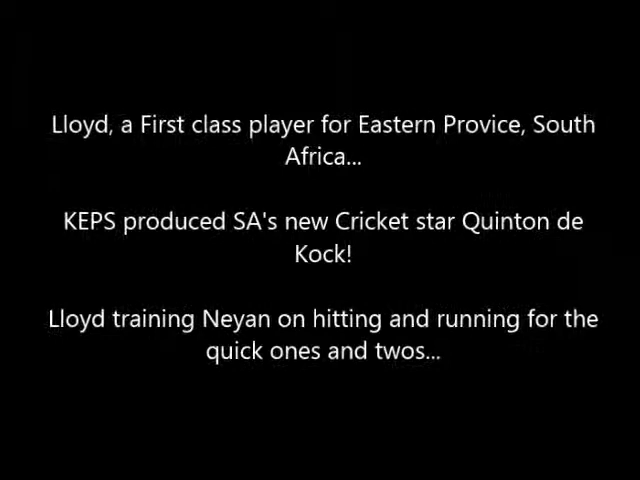 Lloyd, a First class player for Eastern Provice, South
Africa...
KEPS produced SA's new Cricket star Quinton de
Kock!
Lloyd training Neyan on hitting and running for the
quick ones and twos...